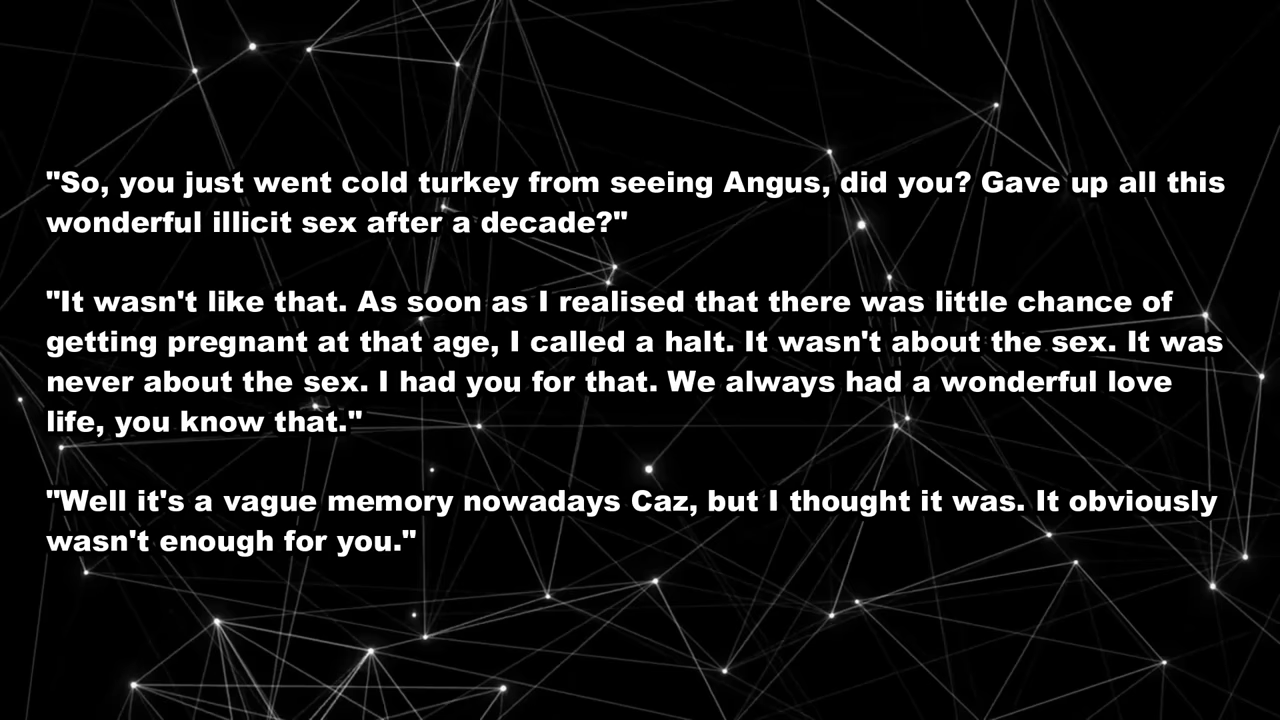 "So, you just went cold turkey from seeing Angus, did you? Gave up all this
wonderful illicit sex after a decade?"
"It wasn't like that. As soon as I realised that there was little chance of
getting pregnant at that age, I called a halt. It wasn't about the sex. It was
never about the sex. I had you for that. We always had a wonderful love
life, you know that."
"Well it's a vague memory nowadays Caz, but I thought it was. It obviously
wasn't enough for you."